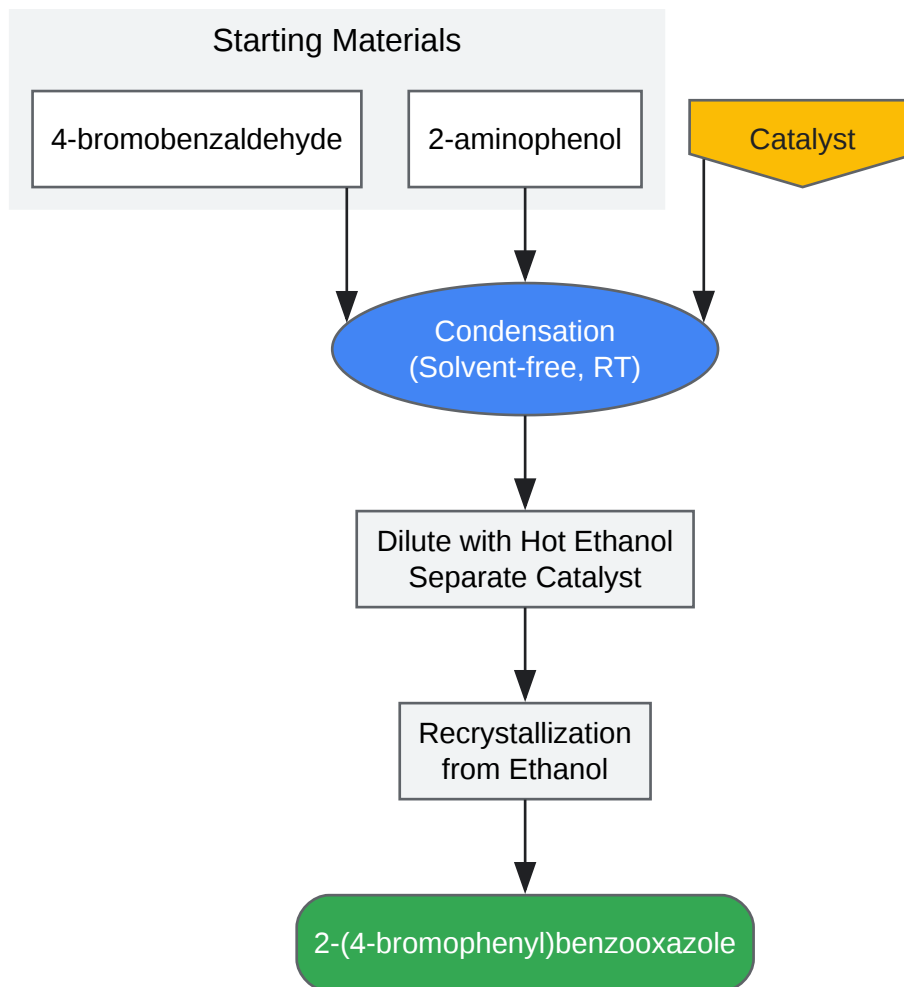 Starting Materials
4-bromobenzaldehyde
2-aminophenol
Catalyst
Condensation
(Solvent-free, RT)
Dilute with Hot Ethanol
Separate Catalyst
Recrystallization
from Ethanol
2-(4-bromophenyl)benzooxazole